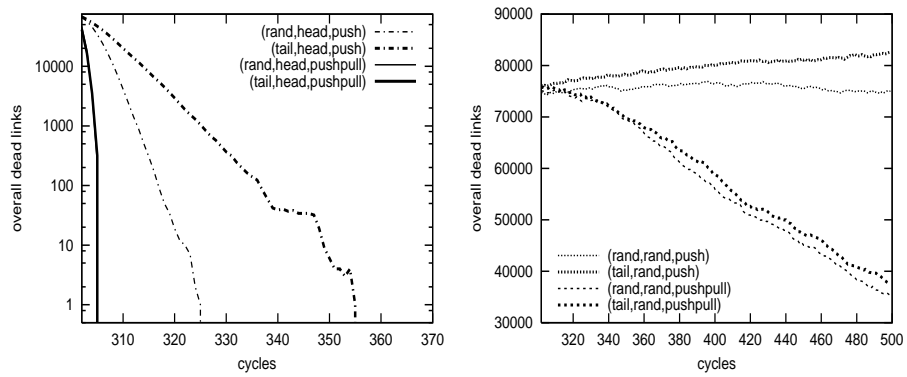 overall dead links
10000
1000
100
10
1
310
320
330
340
350
360
370
cycles
(rand,head,push)
(tail,head,push)
(rand,head,pushpull)
(tail,head,pushpull)
overall dead links
90000
80000
70000
60000
50000
40000
30000
320
340
360
380
400
420
440
460
480
500
cycles
(rand,rand,push)
(tail,rand,push)
(rand,rand,pushpull)
(tail,rand,pushpull)